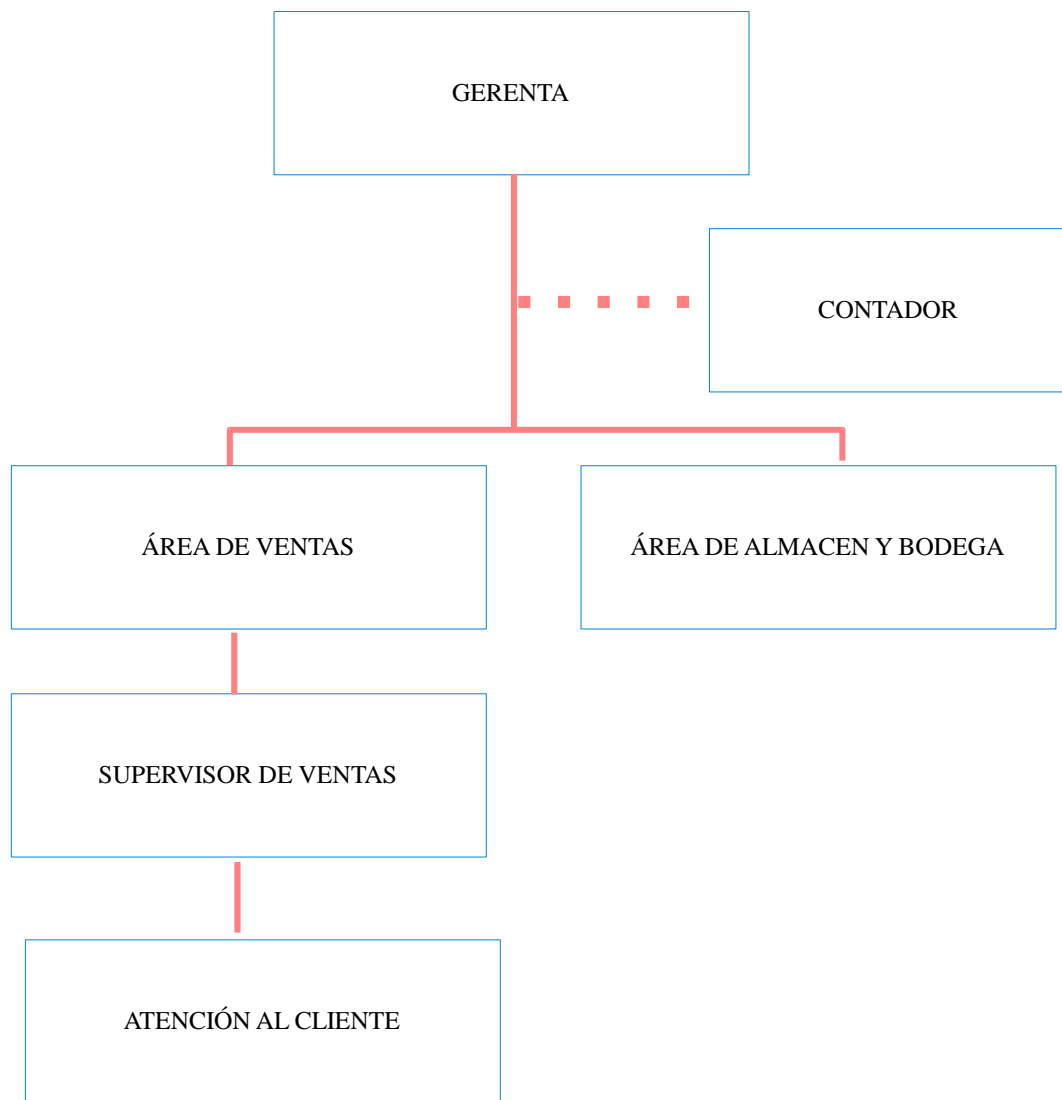 GERENTA
CONTADOR
ÁREA DE VENTAS
ÁREA DE ALMACEN Y BODEGA
SUPERVISOR DE VENTAS
ATENCIÓN AL CLIENTE